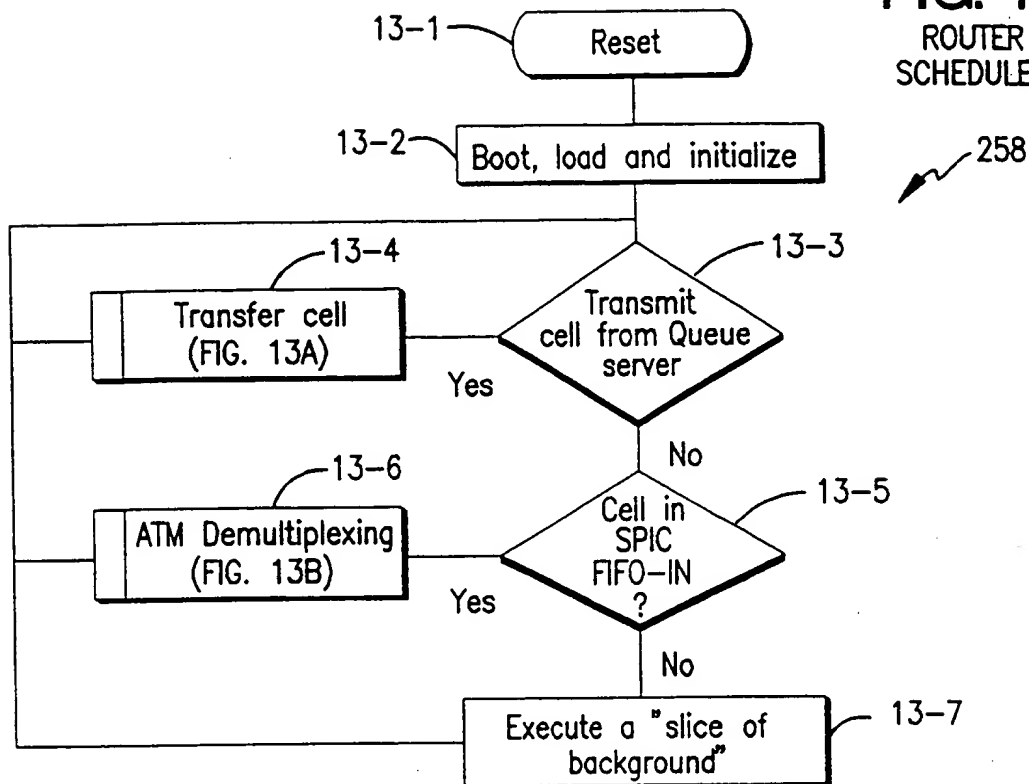 FIG. 1
ROUTER
SCHEDULE
13-1
Reset
13-2
Boot, load and initialize
258
13-4
13-3
Transfer cell
(FIG. 13A)
Transmit
cell from Queue
server
Yes
No
13-6
13-5
ATM Demultiplexing
(FIG. 13B)
Cell in
SPIC
FIFO-IN
?
Yes
No
13-7
Execute a "slice of
background"